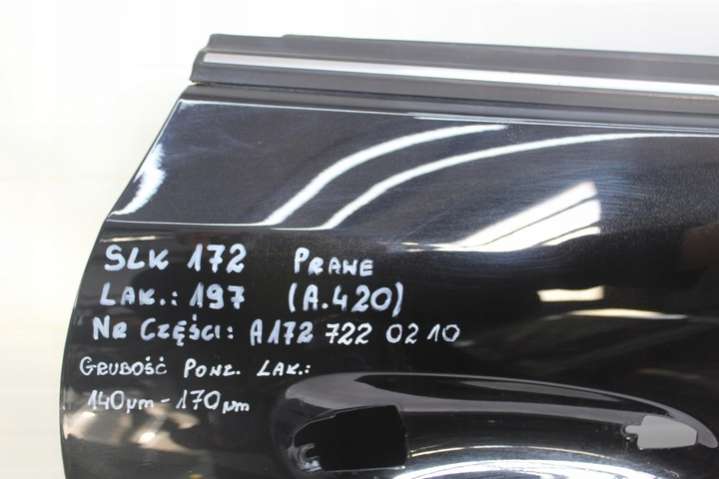 SLK 172 PRAWE
LAK.: 197 (A.420)
NR CZĘŚCI: A172 722 02 10
GRUBOŚĆ POW. LAK.:
140µm - 170µm